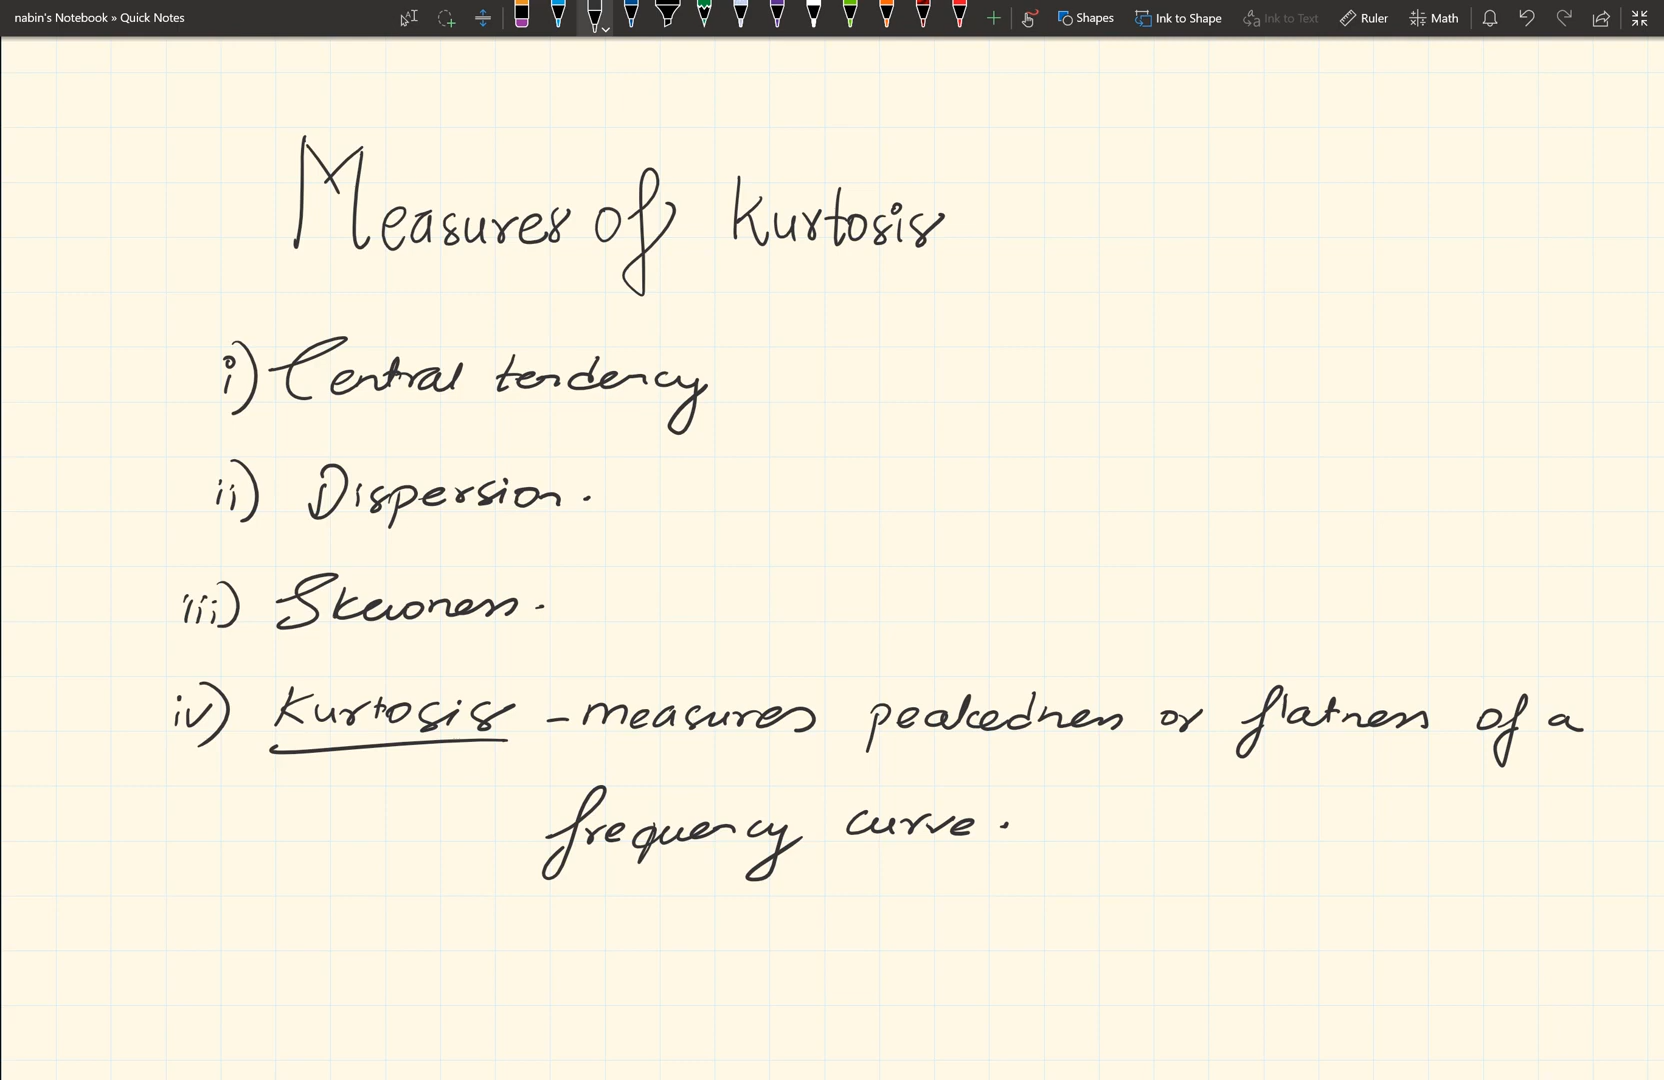 nabin's Notebook » Quick Notes
Shapes Ink to Shape Ink to Text Ruler Math
Measures of Kurtosis
i) Central tendency
ii) Dispersion.
iii) Skewness.
iv) Kurtosis - measures peakedness or flatness of a
frequency curve.